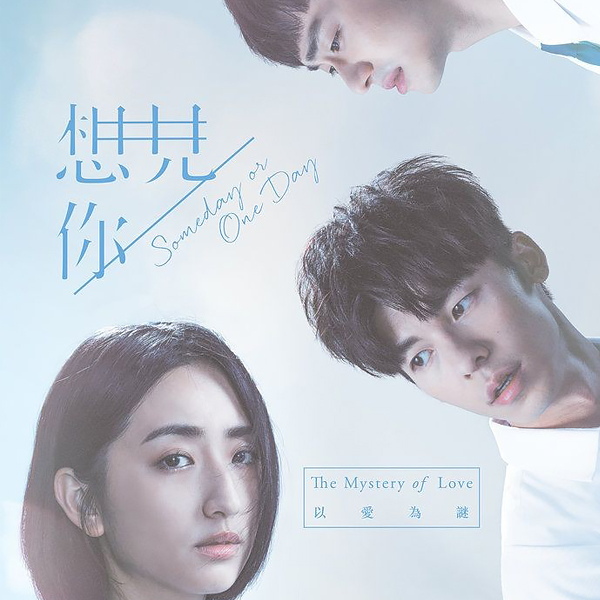 想見
你
Someday or
One Day
The Mystery of Love
以愛為謎